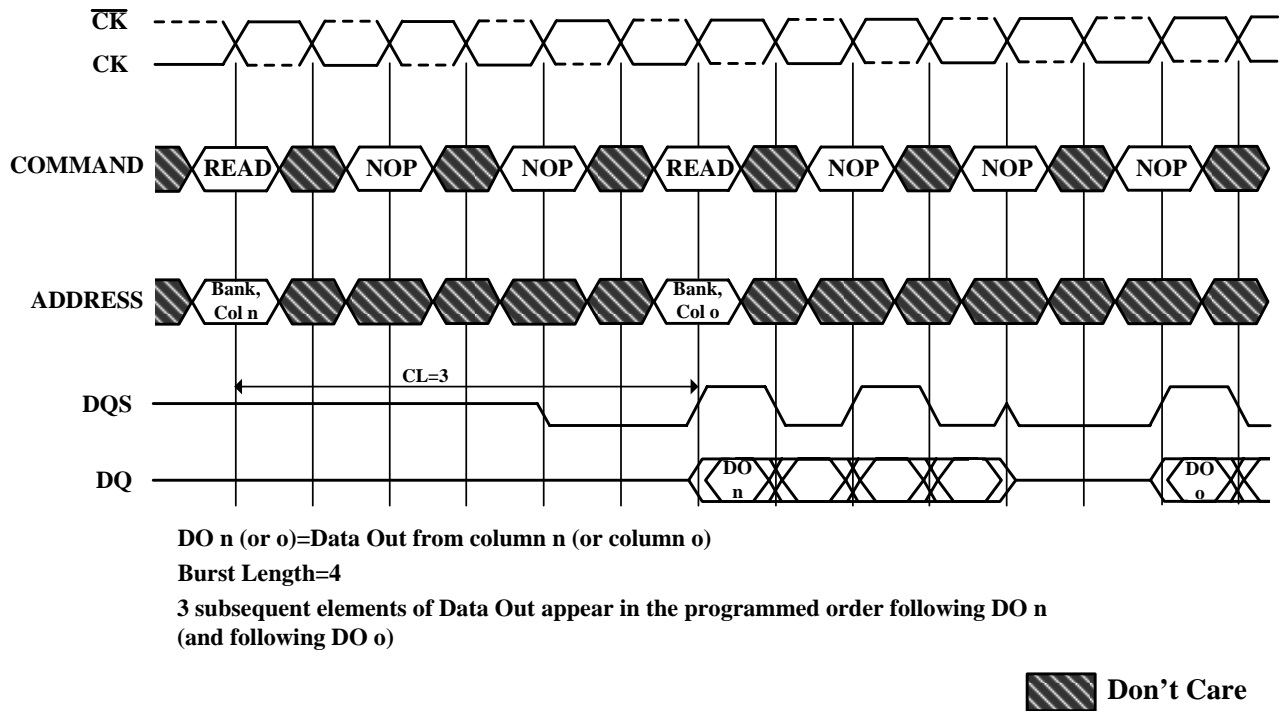 CK
CK
COMMAND READ NOP NOP READ NOP NOP NOP
ADDRESS Bank, Col n Bank, Col o
CL=3
DQS
DQ DO n DO o
DO n (or o)=Data Out from column n (or column o)
Burst Length=4
3 subsequent elements of Data Out appear in the programmed order following DO n
(and following DO o)
Don't Care